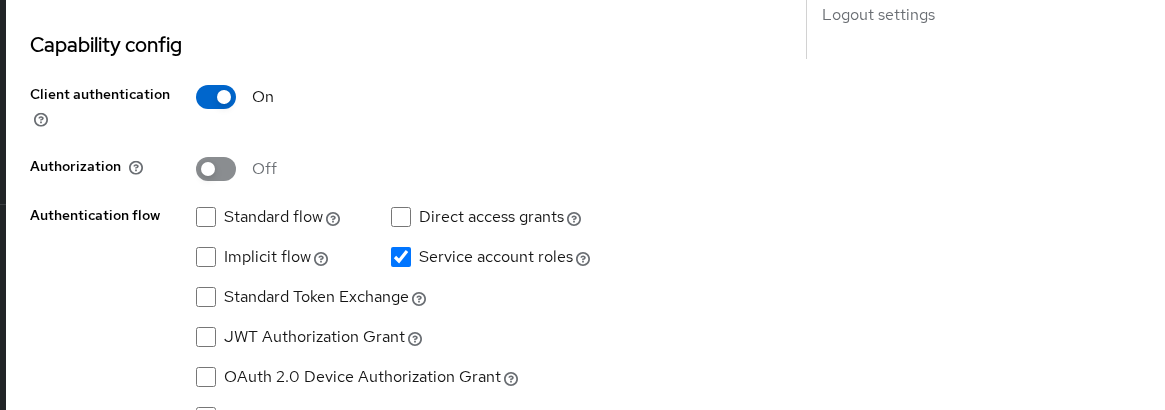 Logout settings
Capability config
Client authentication
On
Authorization
Off
Authentication flow
Standard flow
Direct access grants
Implicit flow
Service account roles
Standard Token Exchange
JWT Authorization Grant
OAuth 2.0 Device Authorization Grant